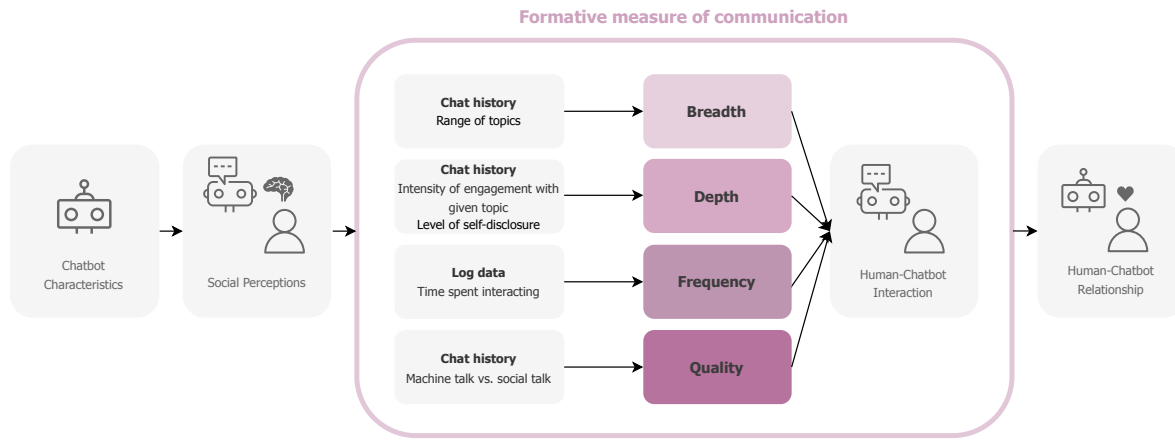 Formative measure of communication
Chat history
Range of topics
Breadth
Chat history
Intensity of engagement with
given topic
Level of self-disclosure
Depth
Log data
Time spent interacting
Frequency
Chat history
Machine talk vs. social talk
Quality
Chatbot
Characteristics
Social Perceptions
Human-Chatbot
Interaction
Human-Chatbot
Relationship